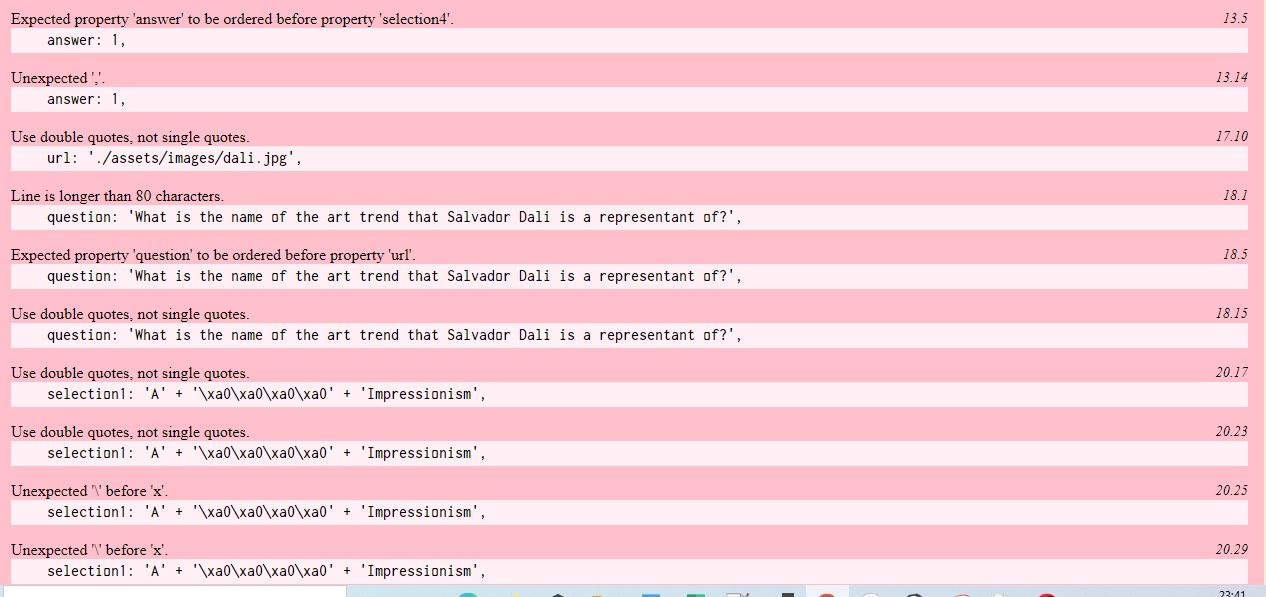 Expected property 'answer' to be ordered before property 'selection4'. 13.5
answer: 1,
Unexpected ','. 13.14
answer: 1,
Use double quotes, not single quotes. 17.10
url: './assets/images/dali.jpg',
Line is longer than 80 characters. 18.1
question: 'What is the name of the art trend that Salvador Dali is a representant of?',
Expected property 'question' to be ordered before property 'url'. 18.5
question: 'What is the name of the art trend that Salvador Dali is a representant of?',
Use double quotes, not single quotes. 18.15
question: 'What is the name of the art trend that Salvador Dali is a representant of?',
Use double quotes, not single quotes. 20.17
selection1: 'A' + '\xa0\xa0\xa0\xa0' + 'Impressionism',
Use double quotes, not single quotes. 20.23
selection1: 'A' + '\xa0\xa0\xa0\xa0' + 'Impressionism',
Unexpected '\' before 'x'. 20.25
selection1: 'A' + '\xa0\xa0\xa0\xa0' + 'Impressionism',
Unexpected '\' before 'x'. 20.29
selection1: 'A' + '\xa0\xa0\xa0\xa0' + 'Impressionism',
23:41